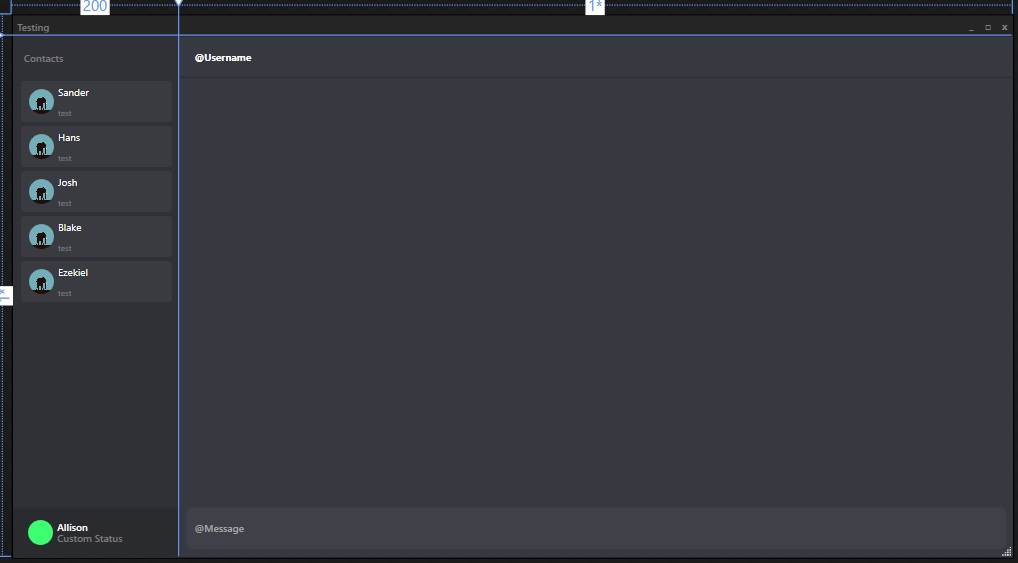 200
1*
Testing
Contacts
@Username
Sander
test
Hans
test
Josh
test
Blake
test
Ezekiel
test
Allison
Custom Status
@Message